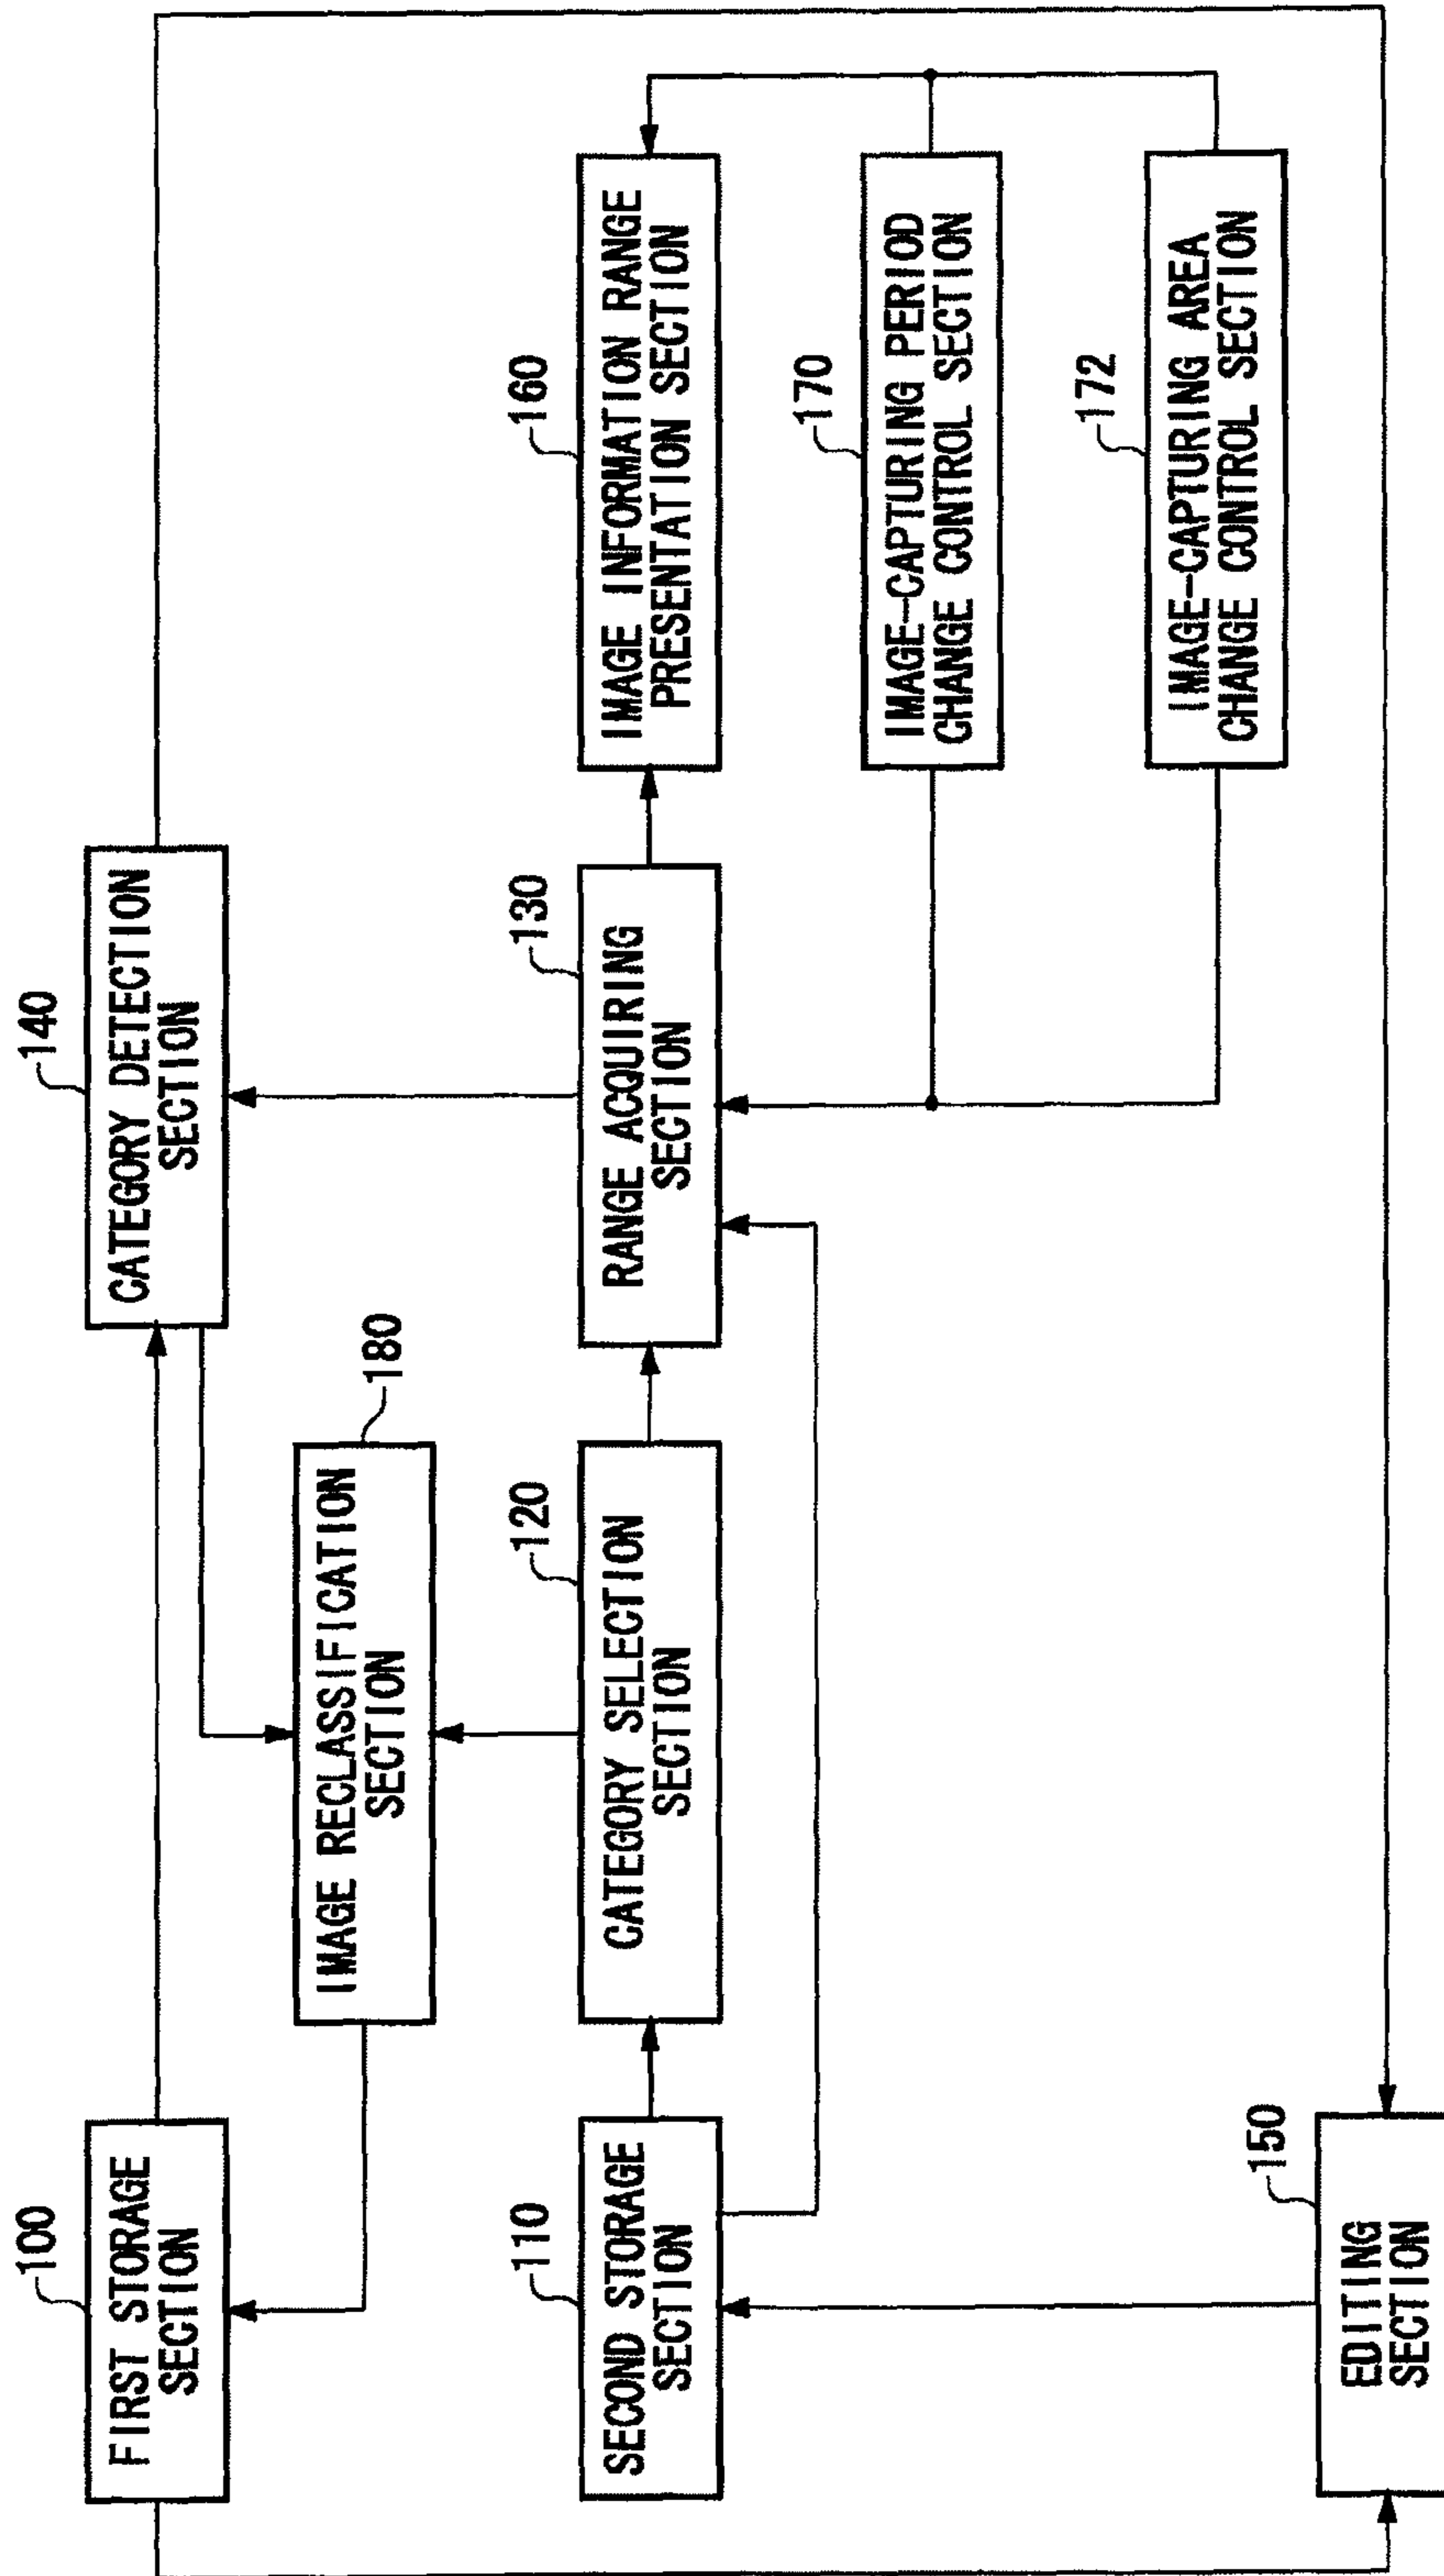 100
FIRST STORAGE
SECTION
140
CATEGORY DETECTION
SECTION
180
IMAGE RECLASSIFICATION
SECTION
110
SECOND STORAGE
SECTION
120
CATEGORY SELECTION
SECTION
130
RANGE ACQUIRING
SECTION
160
IMAGE INFORMATION RANGE
PRESENTATION SECTION
170
IMAGE-CAPTURING PERIOD
CHANGE CONTROL SECTION
172
IMAGE-CAPTURING AREA
CHANGE CONTROL SECTION
150
EDITING
SECTION